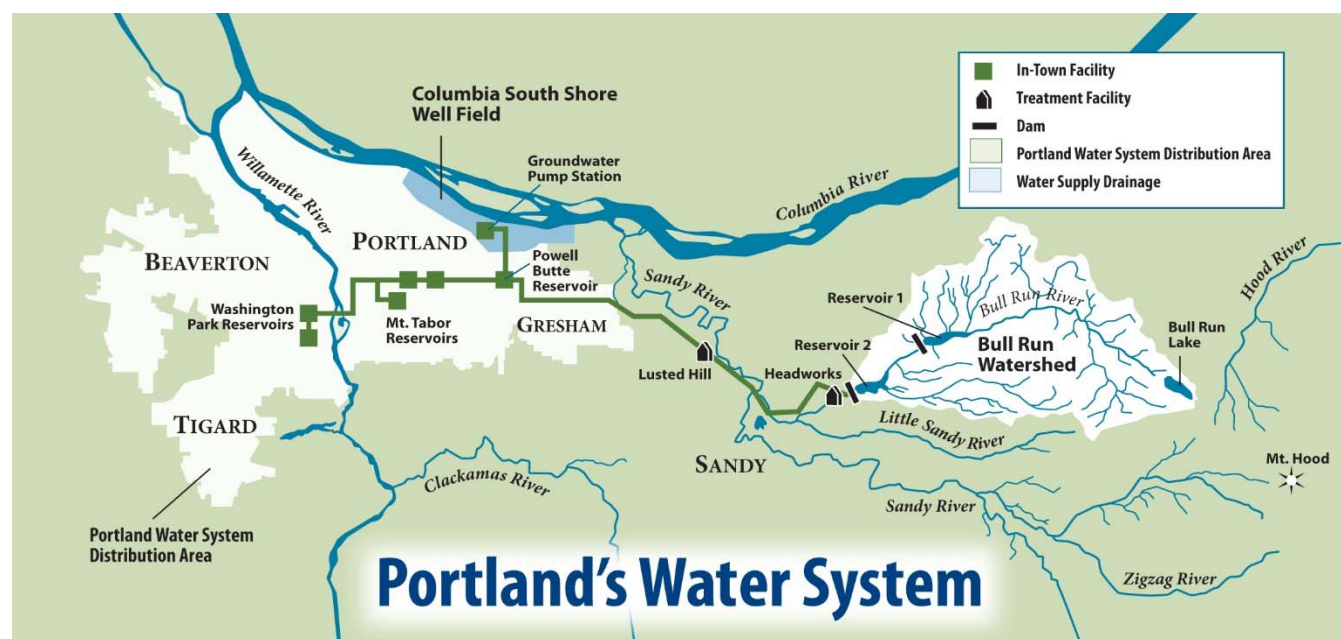 In-Town Facility
Treatment Facility
Dam
Portland Water System Distribution Area
Water Supply Drainage
Columbia South Shore
Well Field
Groundwater
Pump Station
Willamette
River
Columbia River
PORTLAND
BEAVERTON
Powell
Butte
Reservoir
Sandy River
Hood River
Washington
Park Reservoirs
Mt. Tabor
Reservoirs
GRESHAM
Reservoir 1
Bull Run River
Bull Run
Watershed
Bull Run
Lake
Reservoir 2
Lusted Hill
Headworks
TIGARD
Little Sandy River
SANDY
Mt. Hood
Clackamas River
Sandy River
Portland Water System
Distribution Area
Zigzag River
Portland's Water System